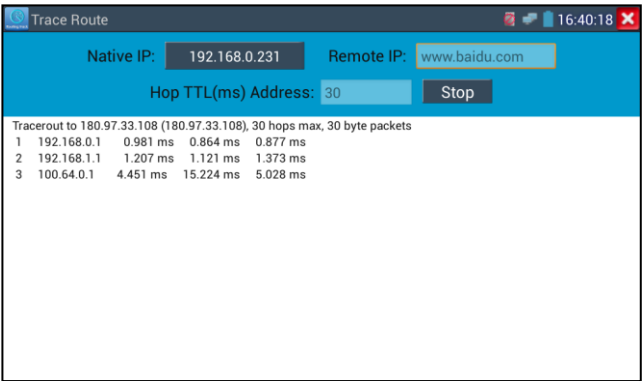 Trace Route 16:40:18
Native IP: 192.168.0.231 Remote IP: www.baidu.com
Hop TTL(ms) Address: 30 Stop
Tracerout to 180.97.33.108 (180.97.33.108), 30 hops max, 30 byte packets
1 192.168.0.1 0.981 ms 0.864 ms 0.877 ms
2 192.168.1.1 1.207 ms 1.121 ms 1.373 ms
3 100.64.0.1 4.451 ms 15.224 ms 5.028 ms